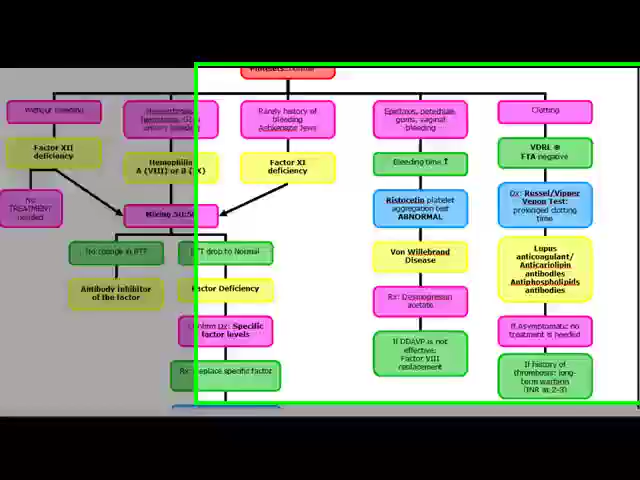 Without bleeding
Factor XII
deficiency
No
TREATMENT
needed
Hemophilia
A (VIII) or B (IX)
Rarely history of
bleeding
Ashkenazi Jews
Factor XI
deficiency
Mixing 50:50
No change in PTT
Antibody inhibitor
of the factor
PTT drop to Normal
Factor Deficiency
Confirm Dx: Specific
factor levels
Rx: Replace specific factor
Epistaxis, petechiae,
gums, vaginal
bleeding
Bleeding time ↑
Ristocetin platelet
aggregation test
ABNORMAL
Von Willebrand
Disease
Rx: Desmopressin
acetate
If DDAVP is not
effective:
Factor VIII
replacement
Clotting
VDRL ⊕
FTA negative
Dx: Russel/Vipper
Venon Test:
prolonged clotting
time
Lupus
anticoagulant/
Anticariolipin
antibodies
Antiphospholipids
antibodies
If Asymptomatic no
treatment is needed
If history of
thrombosis: long-
term warfarin
(INR at 2-3)